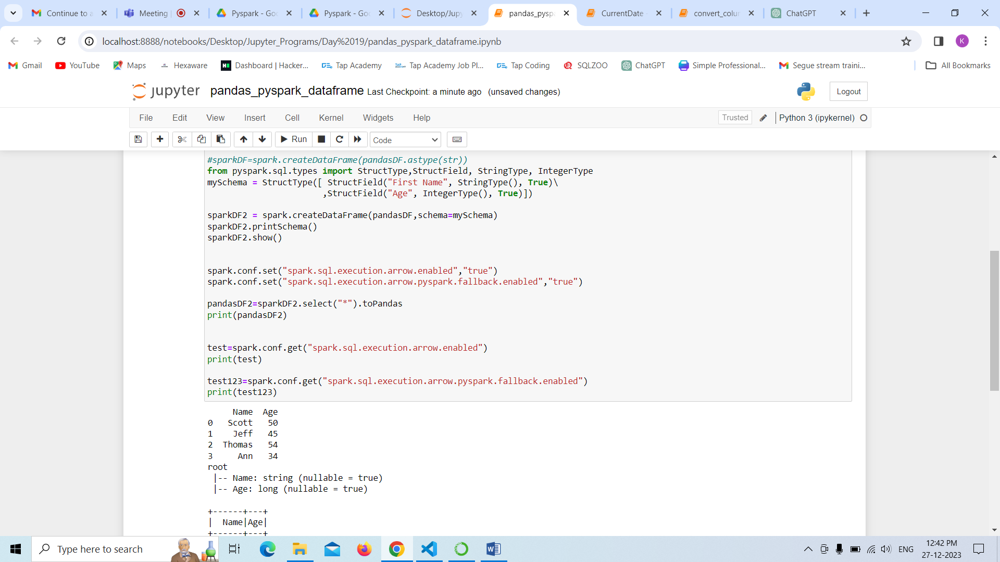 Continue to a
Meeting |
Pyspark - Goo
Pyspark - Goo
Desktop/Jupy
pandas_pyspa
CurrentDate -
convert_colur
ChatGPT
localhost:8888/notebooks/Desktop/Jupyter_Programs/Day%2019/pandas_pyspark_dataframe.ipynb
K
Gmail
YouTube
Maps
Hexaware
Dashboard | Hacker...
Tap Academy
Tap Academy Job Pl...
Tap Coding
SQLZOO
ChatGPT
Simple Professional...
Segue stream traini...
All Bookmarks
jupyter
pandas_pyspark_dataframe Last Checkpoint: a minute ago (unsaved changes)
Logout
File Edit View Insert Cell Kernel Widgets Help
Trusted
Python 3 (ipykernel)
Run
Code
#sparkDF=spark.createDataFrame(pandasDF.astype(str))
from pyspark.sql.types import StructType,StructField, StringType, IntegerType
mySchema = StructType([ StructField("First Name", StringType(), True)\
,StructField("Age", IntegerType(), True)])
sparkDF2 = spark.createDataFrame(pandasDF,schema=mySchema)
sparkDF2.printSchema()
sparkDF2.show()
spark.conf.set("spark.sql.execution.arrow.enabled","true")
spark.conf.set("spark.sql.execution.arrow.pyspark.fallback.enabled","true")
pandasDF2=sparkDF2.select("*").toPandas
print(pandasDF2)
test=spark.conf.get("spark.sql.execution.arrow.enabled")
print(test)
test123=spark.conf.get("spark.sql.execution.arrow.pyspark.fallback.enabled")
print(test123)
Name Age
0 Scott 50
1 Jeff 45
2 Thomas 54
3 Ann 34
root
|-- Name: string (nullable = true)
|-- Age: long (nullable = true)
+------+---+
| Name|Age|
+------+---+
Type here to search
ENG
12:42 PM
27-12-2023